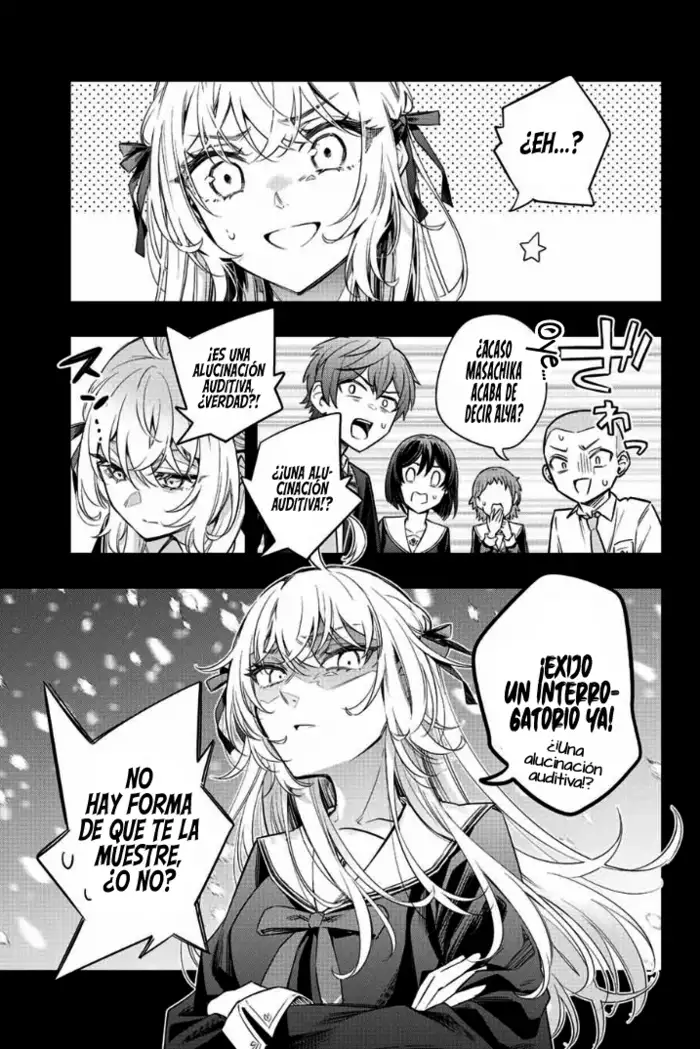 ¿EH...?
OYE...
¿ACASO
MASACHIKA
ACABA DE
DECIR ALYA?
¿ES UNA
ALUCINACIÓN
AUDITIVA,
¿VERDAD?!
¿¡UNA ALU-
CINACIÓN
AUDITIVA!?
¡EXIJO
UN INTERRO-
GATORIO YA!
¿¡Una
alucinación
auditiva!?
NO
HAY FORMA
DE QUE TE LA
MUESTRE,
¿O NO?